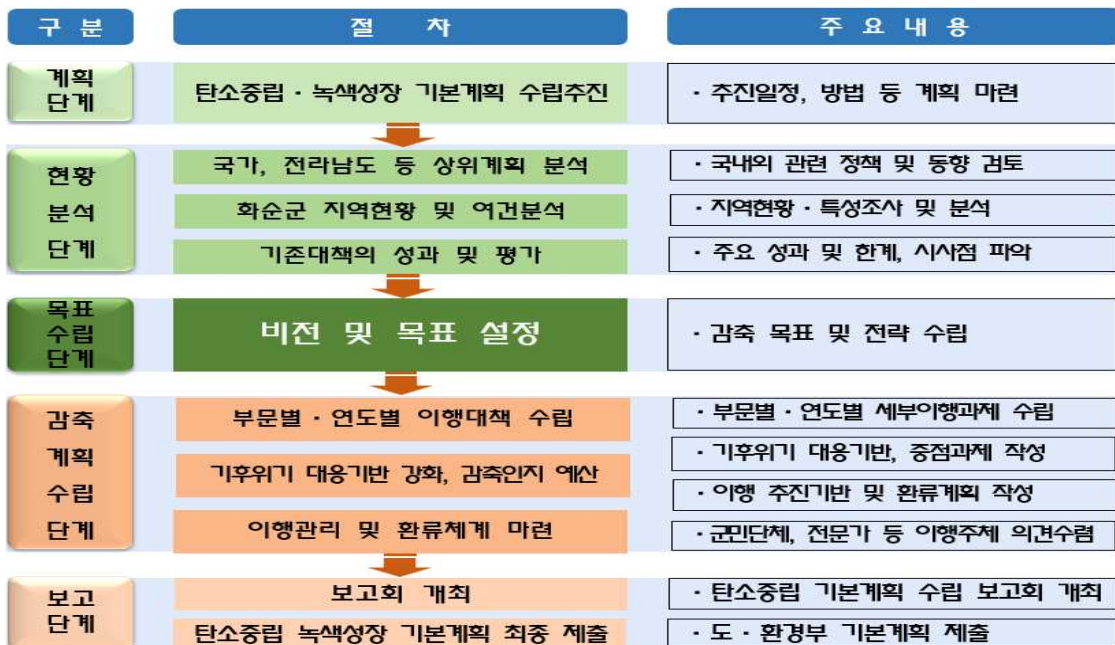 구 분 절 차 주 요 내 용
계획
단계
탄소중립 · 녹색성장 기본계획 수립추진
· 추진일정, 방법 등 계획 마련
현황
분석
단계
국가, 전라남도 등 상위계획 분석
· 국내외 관련 정책 및 동향 검토
화순군 지역현황 및 여건분석
· 지역현황 · 특성조사 및 분석
기존대책의 성과 및 평가
· 주요 성과 및 한계, 시사점 파악
목표
수립
단계
비전 및 목표 설정
· 감축 목표 및 전략 수립
감축
계획
수립
단계
부문별 · 연도별 이행대책 수립
기후위기 대응기반 강화, 감축인지 예산
이행관리 및 환류체계 마련
· 부문별 · 연도별 세부이행과제 수립
· 기후위기 대응기반, 중점과제 작성
· 이행 추진기반 및 환류계획 작성
· 군민단체, 전문가 등 이행주체 의견수렴
보고
단계
보고회 개최
· 탄소중립 기본계획 수립 보고회 개최
탄소중립 녹색성장 기본계획 최종 제출
· 도 · 환경부 기본계획 제출